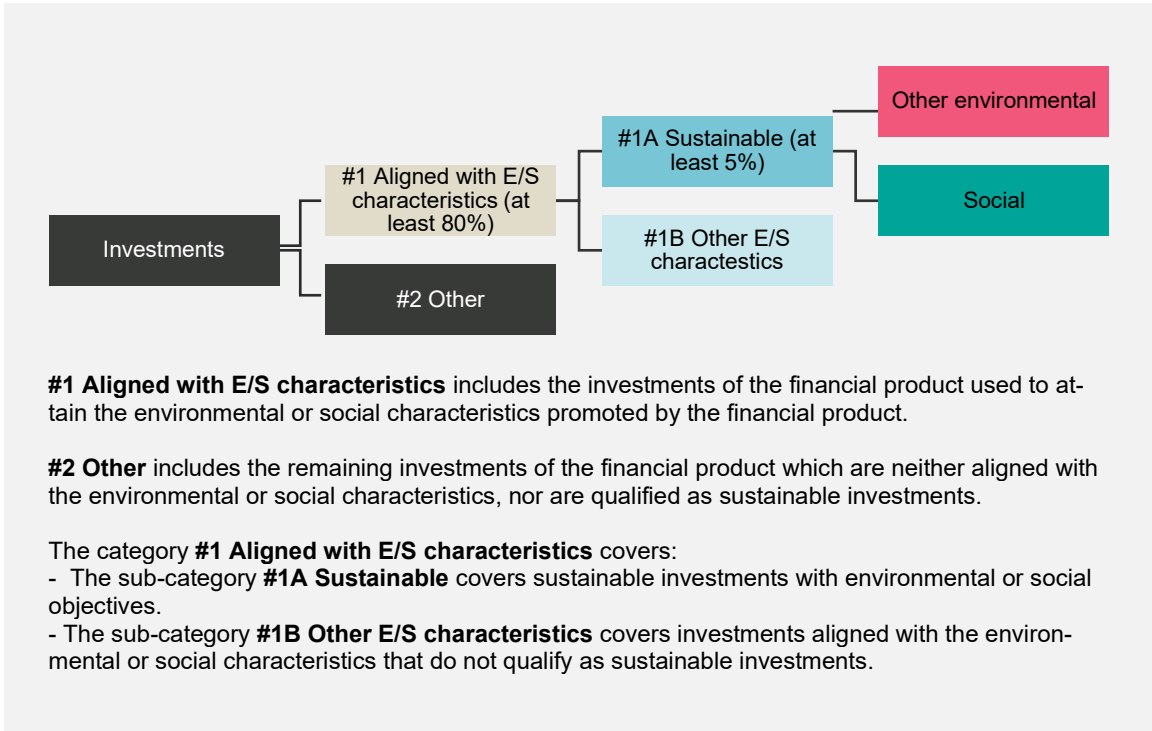 Other environmental
#1A Sustainable (at
least 5%)
#1 Aligned with E/S
characteristics (at
least 80%)
Social
Investments
#1B Other E/S
charactestics
#2 Other
#1 Aligned with E/S characteristics includes the investments of the financial product used to at-
tain the environmental or social characteristics promoted by the financial product.
#2 Other includes the remaining investments of the financial product which are neither aligned with
the environmental or social characteristics, nor are qualified as sustainable investments.
The category #1 Aligned with E/S characteristics covers:
- The sub-category #1A Sustainable covers sustainable investments with environmental or social
objectives.
- The sub-category #1B Other E/S characteristics covers investments aligned with the environ-
mental or social characteristics that do not qualify as sustainable investments.